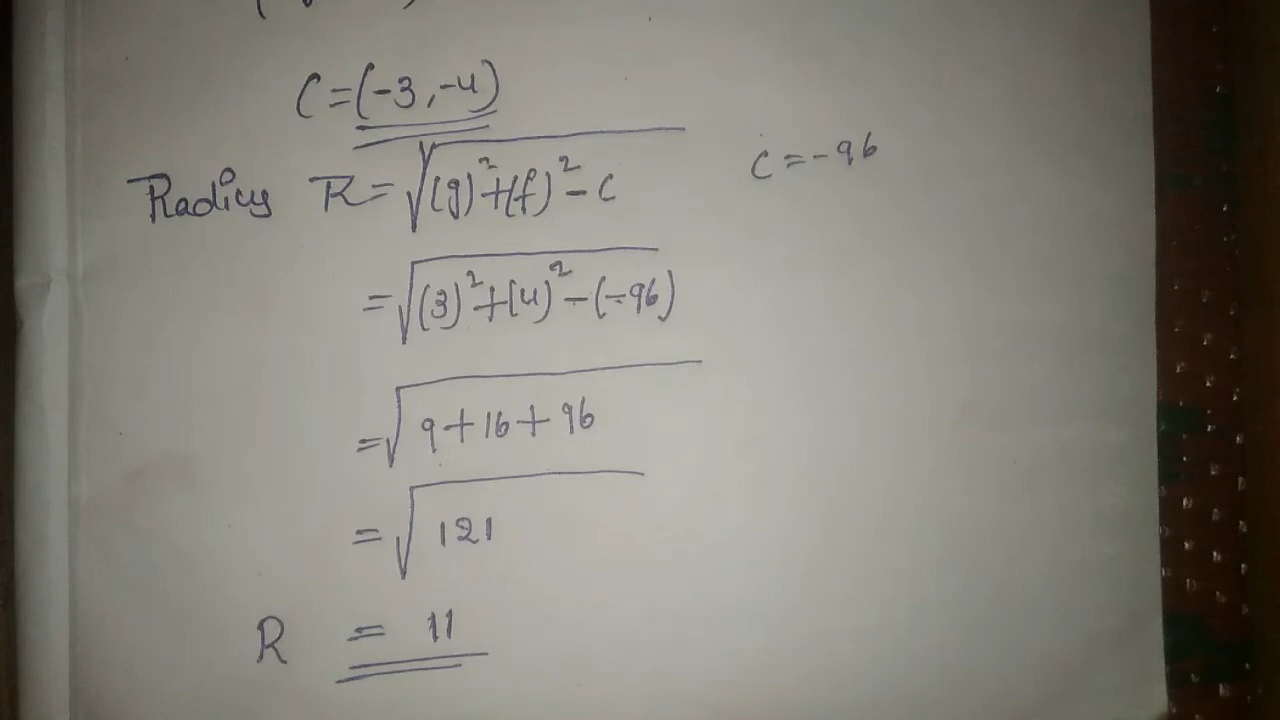 C=(-3,-4)
Radius R=√(g)²+(f)²-C C=-96
=√(3)²+(4)²-(-96)
=√9+16+96
=√121
R = 11